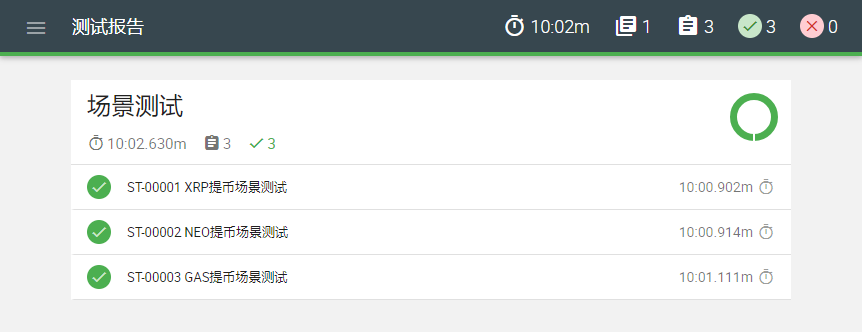 测试报告 10:02m 1 3 3 0
场景测试
10:02.630m 3 3
ST-00001 XRP提币场景测试 10:00.902m
ST-00002 NEO提币场景测试 10:00.914m
ST-00003 GAS提币场景测试 10:01.111m